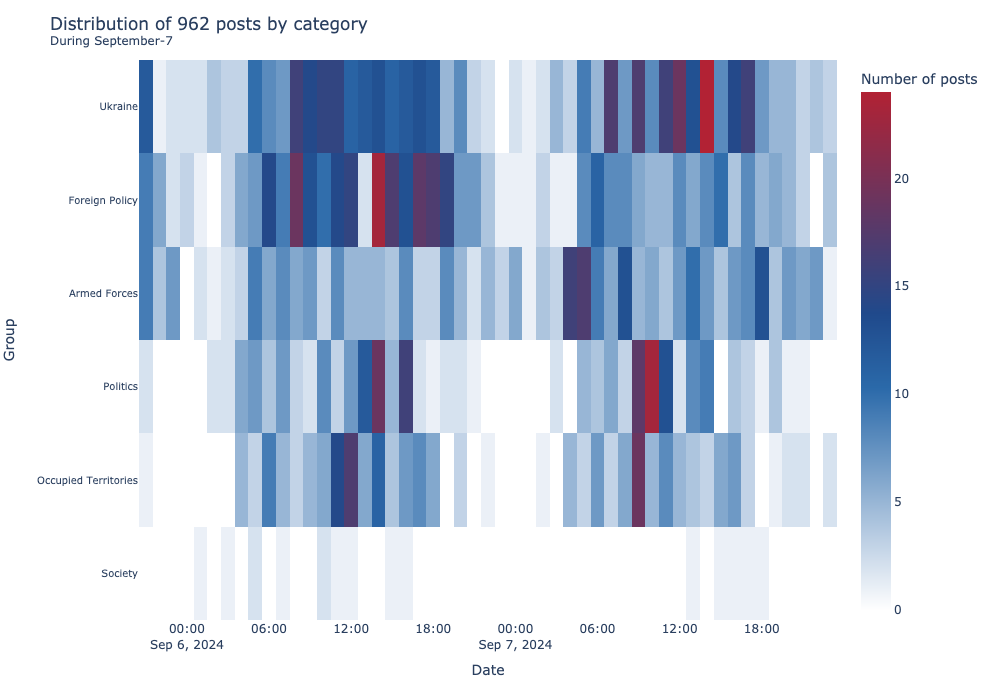 Distribution of 962 posts by category
During September-7
Number of posts
Ukraine
Foreign Policy
Armed Forces
Politics
Occupied Territories
Society
Group
20
15
10
5
0
00:00 06:00 12:00 18:00 00:00 06:00 12:00 18:00
Sep 6, 2024 Sep 7, 2024
Date